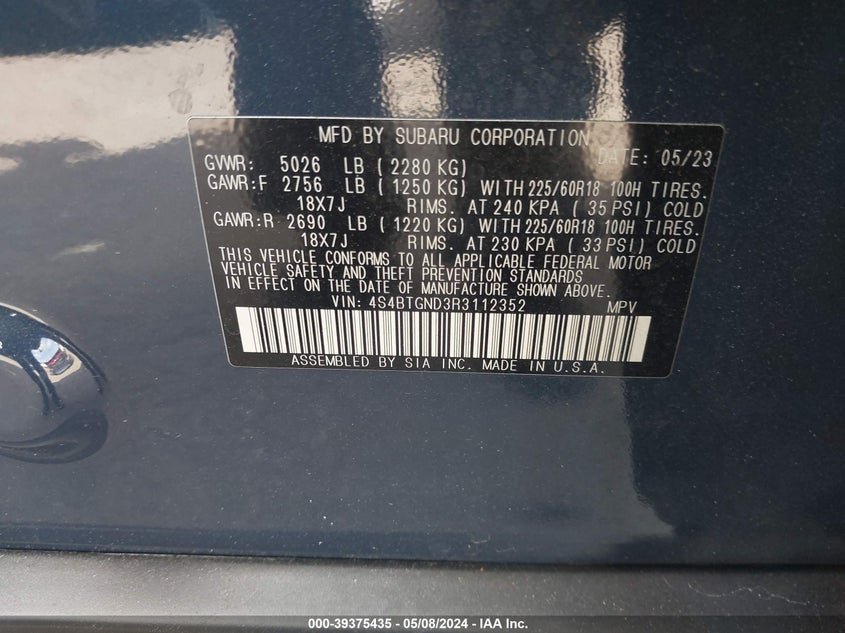 MFD BY SUBARU CORPORATION DATE: 05/23
GVWR: 5026 LB ( 2280 KG)
GAWR:F 2756 LB ( 1250 KG) WITH 225/60R18 100H TIRES.
18X7J RIMS. AT 240 KPA ( 35 PSI) COLD
GAWR:R 2690 LB ( 1220 KG) WITH 225/60R18 100H TIRES.
18X7J RIMS. AT 230 KPA ( 33 PSI) COLD
THIS VEHICLE CONFORMS TO ALL APPLICABLE FEDERAL MOTOR
VEHICLE SAFETY AND THEFT PREVENTION STANDARDS
IN EFFECT ON THE DATE OF MANUFACTURE SHOWN ABOVE.
VIN: 4S4BTGND3R3112352 MPV
ASSEMBLED BY SIA INC. MADE IN U.S.A.
000-39375435 - 05/08/2024 - IAA Inc.